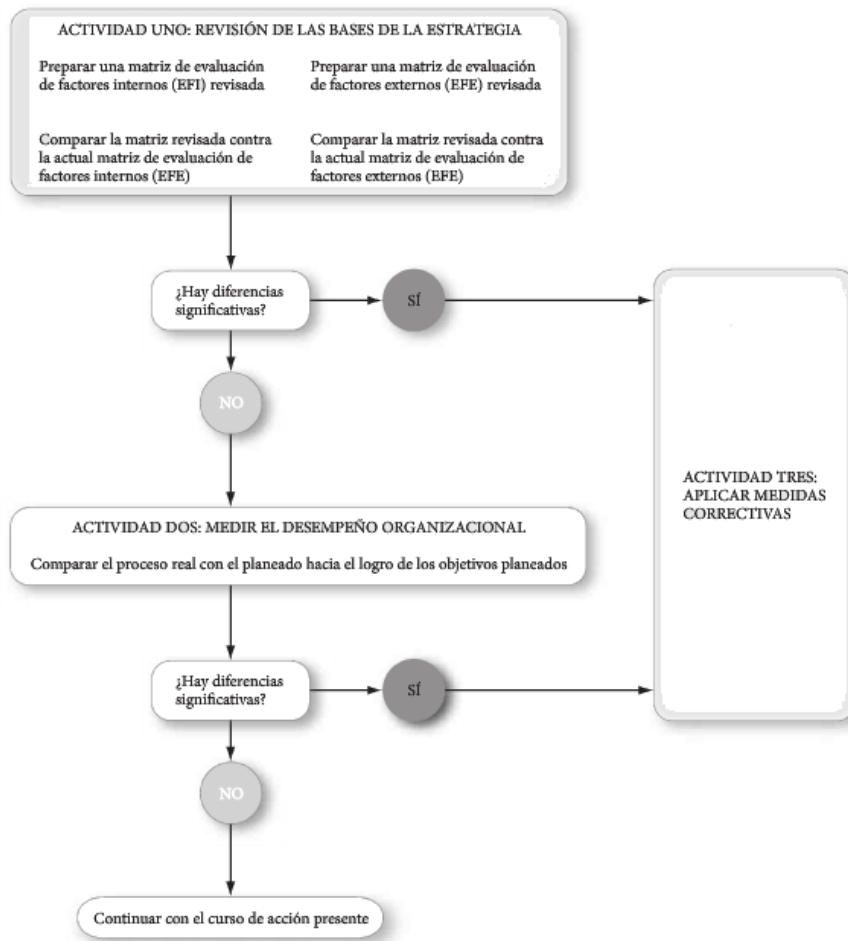 ACTIVIDAD UNO: REVISIÓN DE LAS BASES DE LA ESTRATEGIA
Preparar una matriz de evaluación
de factores internos (EFI) revisada
Preparar una matriz de evaluación
de factores externos (EFE) revisada
Comparar la matriz revisada contra
la actual matriz de evaluación de
factores internos (EFE)
Comparar la matriz revisada contra
la actual matriz de evaluación de
factores externos (EFE)
¿Hay diferencias
significativas?
SÍ
NO
ACTIVIDAD TRES:
APLICAR MEDIDAS
CORRECTIVAS
ACTIVIDAD DOS: MEDIR EL DESEMPEÑO ORGANIZACIONAL
Comparar el proceso real con el planeado hacia el logro de los objetivos planeados
¿Hay diferencias
significativas?
SÍ
NO
Continuar con el curso de acción presente